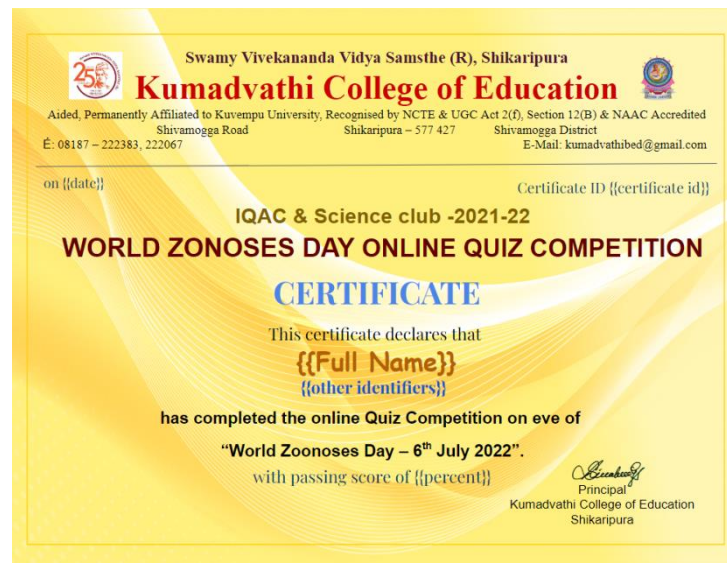 Swamy Vivekananda Vidya Samsthe (R), Shikaripura
Kumadvathi College of Education
Aided, Permanently Affiliated to Kuvempu University, Recognised by NCTE & UGC Act 2(f), Section 12(B) & NAAC Accredited
Shivamogga Road Shikaripura – 577 427 Shivamogga District
É: 08187 – 222383, 222067 E-Mail: kumadvathibed@gmail.com
on {{date}} Certificate ID {{certificate id}}
IQAC & Science club -2021-22
WORLD ZONOSES DAY ONLINE QUIZ COMPETITION
CERTIFICATE
This certificate declares that
{{Full Name}}
{{other identifiers}}
has completed the online Quiz Competition on eve of
“World Zoonoses Day – 6th July 2022”.
with passing score of {{percent}}
Principal
Kumadvathi College of Education
Shikaripura